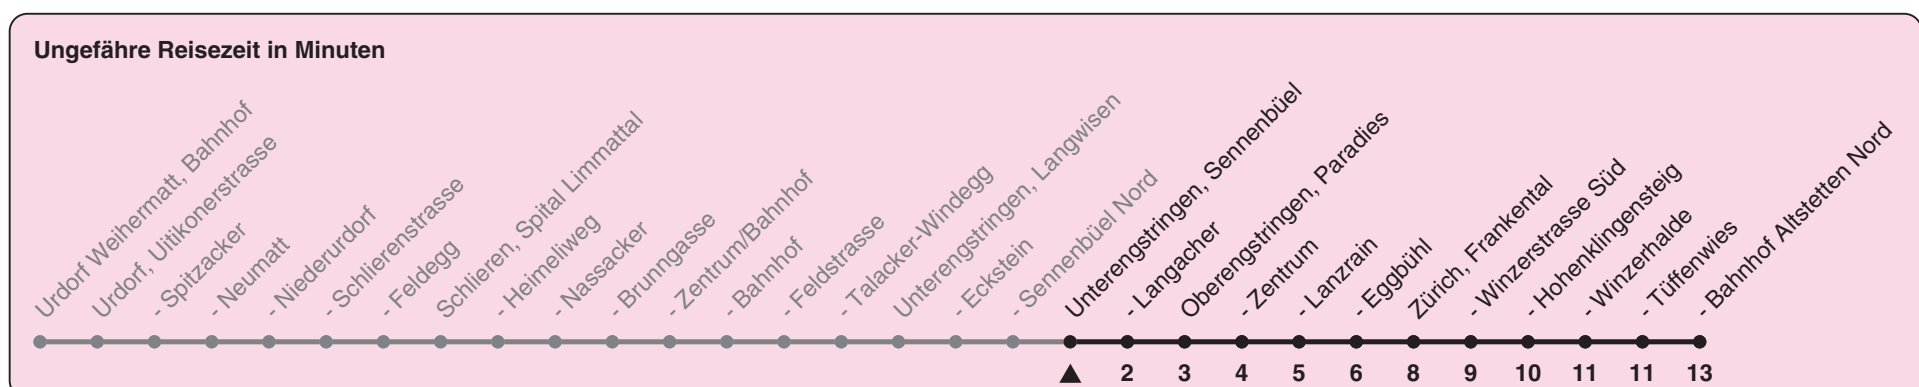 Ungefähre Reisezeit in Minuten
Urdorf Weihermatt, Bahnhof
Urdorf, Uitikonerstrasse
- Spitzacker
- Neumatt
- Niederurdorf
- Schlierenstrasse
- Feldegg
Schlieren, Spital Limmattal
- Heimeliweg
- Nassacker
- Brunngasse
- Zentrum/Bahnhof
- Bahnhof
- Feldstrasse
- Talacker-Windegg
Unterengstringen, Langwisen
- Eckstein
- Sennenbüel Nord
Unterengstringen, Sennenbüel
- Langacher
Oberengstringen, Paradies
- Zentrum
- Lanzrain
- Eggbühl
Zürich, Frankental
- Winzerstrasse Süd
- Hohenklingensteig
- Winzerhalde
- Tüffenwies
- Bahnhof Altstetten Nord
2 3 4 5 6 8 9 10 11 11 13